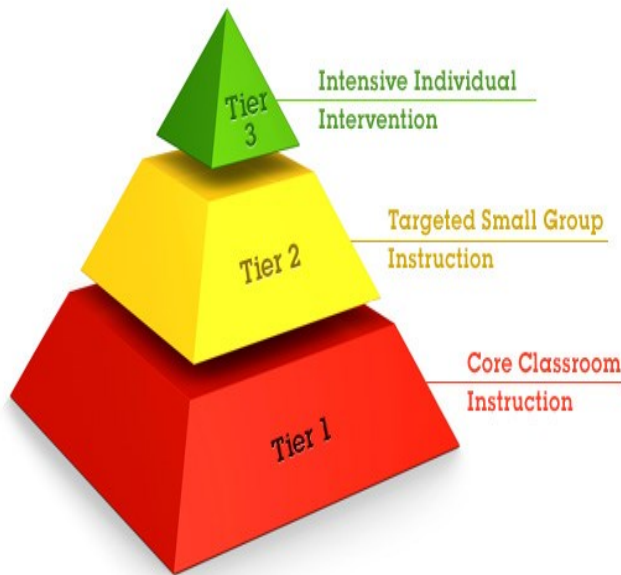 Tier
3
Intensive Individual
Intervention
Tier 2
Targeted Small Group
Instruction
Tier 1
Core Classroom
Instruction